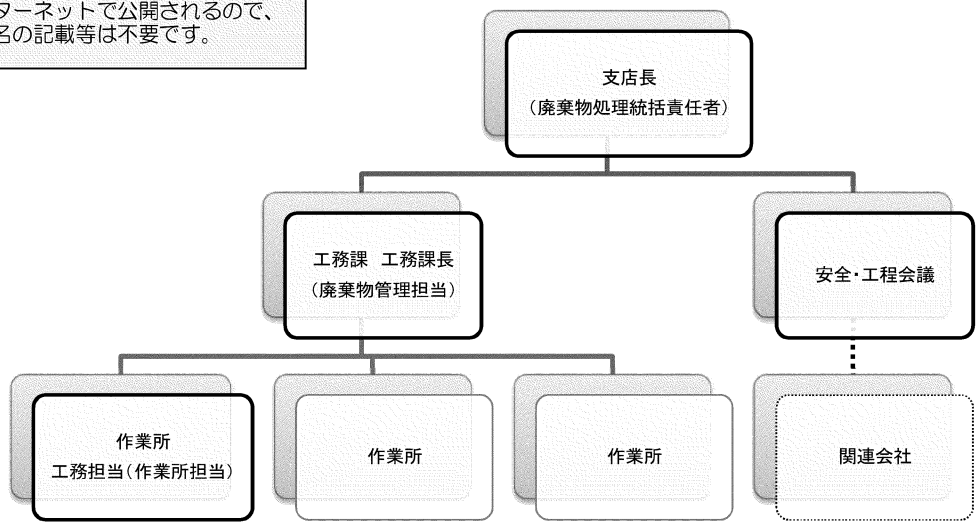 ターネットで公開されるので、
名の記載等は不要です。
支店長
（廃棄物処理統括責任者）
工務課　工務課長
（廃棄物管理担当）
安全・工程会議
作業所
工務担当（作業所担当）
作業所
作業所
関連会社